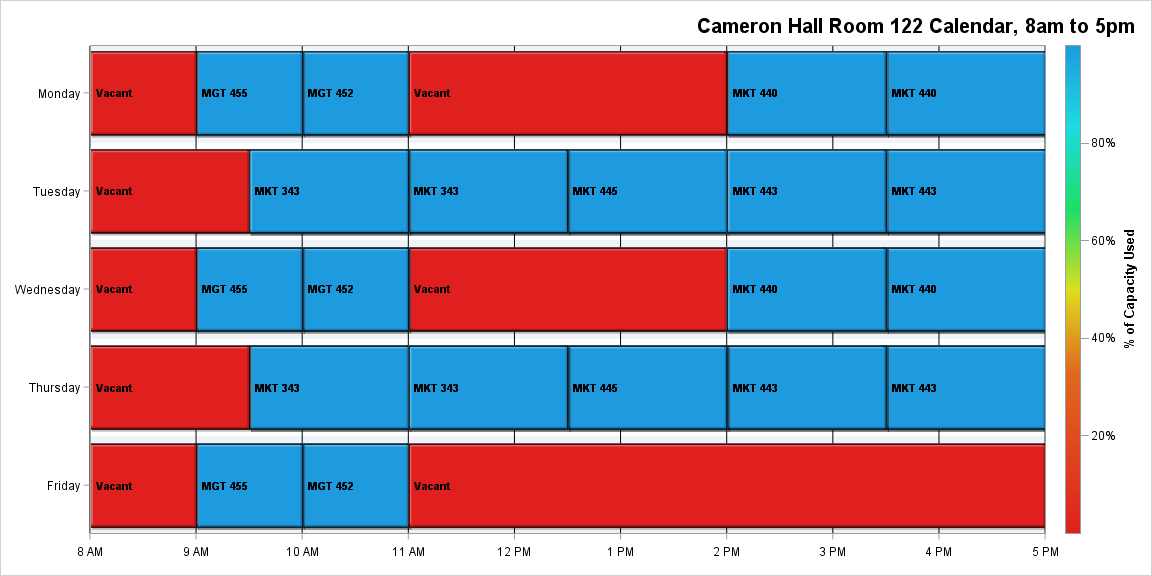 Cameron Hall Room 122 Calendar, 8am to 5pm
Monday
Vacant
MGT 455
MGT 452
Vacant
MKT 440
MKT 440
Tuesday
Vacant
MKT 343
MKT 343
MKT 445
MKT 443
MKT 443
Wednesday
Vacant
MGT 455
MGT 452
Vacant
MKT 440
MKT 440
Thursday
Vacant
MKT 343
MKT 343
MKT 445
MKT 443
MKT 443
Friday
Vacant
MGT 455
MGT 452
Vacant
8 AM
9 AM
10 AM
11 AM
12 PM
1 PM
2 PM
3 PM
4 PM
5 PM
80%
60%
40%
20%
% of Capacity Used